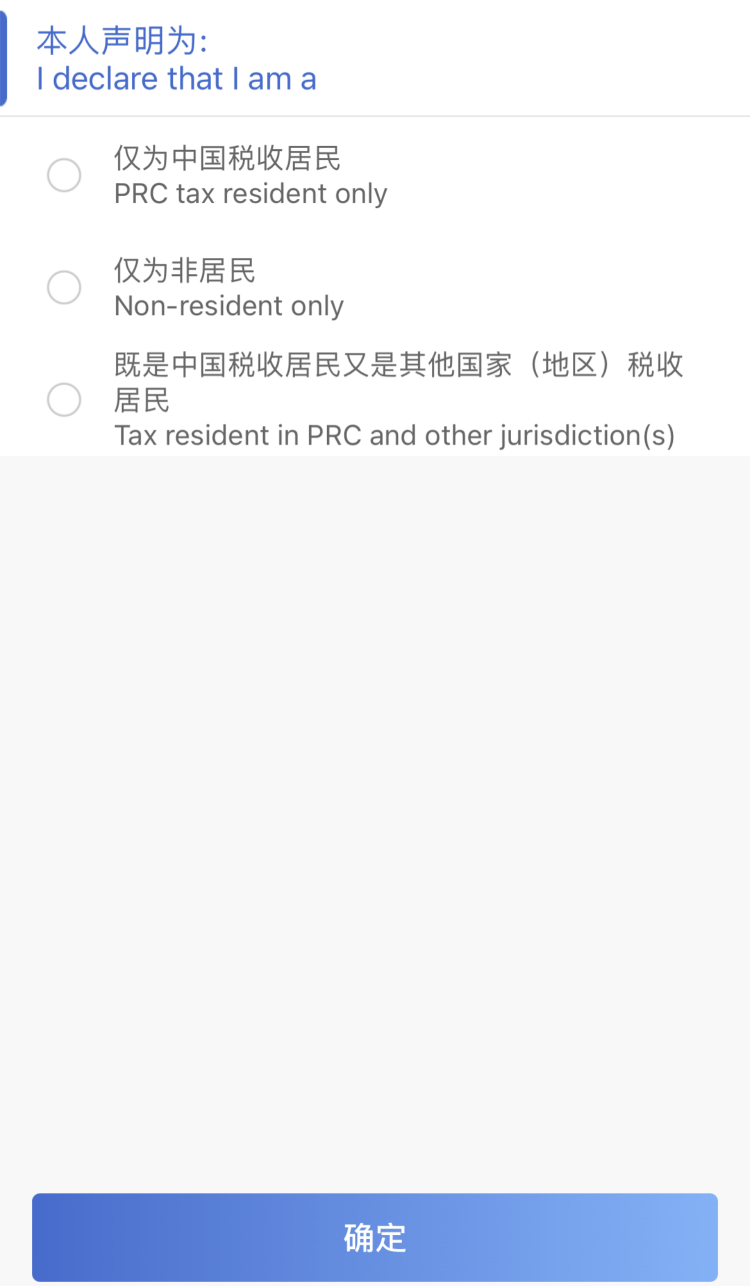 本人声明为:
I declare that I am a
仅为中国税收居民
PRC tax resident only
仅为非居民
Non-resident only
既是中国税收居民又是其他国家（地区）税收
居民
Tax resident in PRC and other jurisdiction(s)
确定